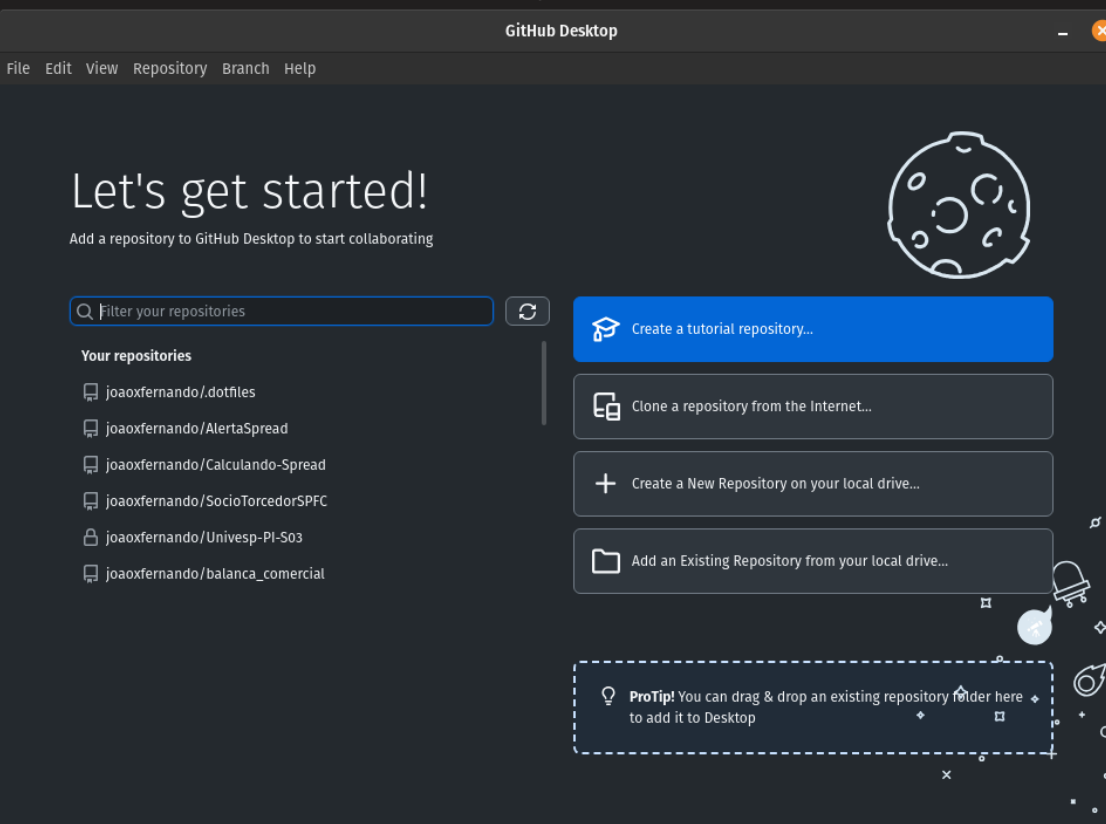 GitHub Desktop
File Edit View Repository Branch Help
Let's get started!
Add a repository to GitHub Desktop to start collaborating
Filter your repositories
Your repositories
joaoxfernando/.dotfiles
joaoxfernando/AlertaSpread
joaoxfernando/Calculando-Spread
joaoxfernando/SocioTorcedorSPFC
joaoxfernando/Univesp-PI-S03
joaoxfernando/balanca_comercial
Create a tutorial repository...
Clone a repository from the Internet...
Create a New Repository on your local drive...
Add an Existing Repository from your local drive...
ProTip! You can drag & drop an existing repository folder here
to add it to Desktop